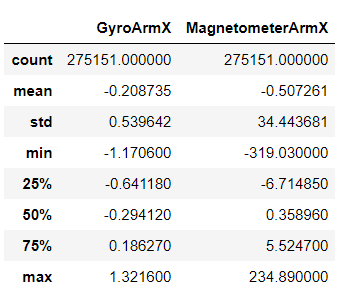 GyroArmX MagnetometerArmX
count 275151.000000 275151.000000
mean -0.208735 -0.507261
std 0.539642 34.443681
min -1.170600 -319.030000
25% -0.641180 -6.714850
50% -0.294120 0.358960
75% 0.186270 5.524700
max 1.321600 234.890000